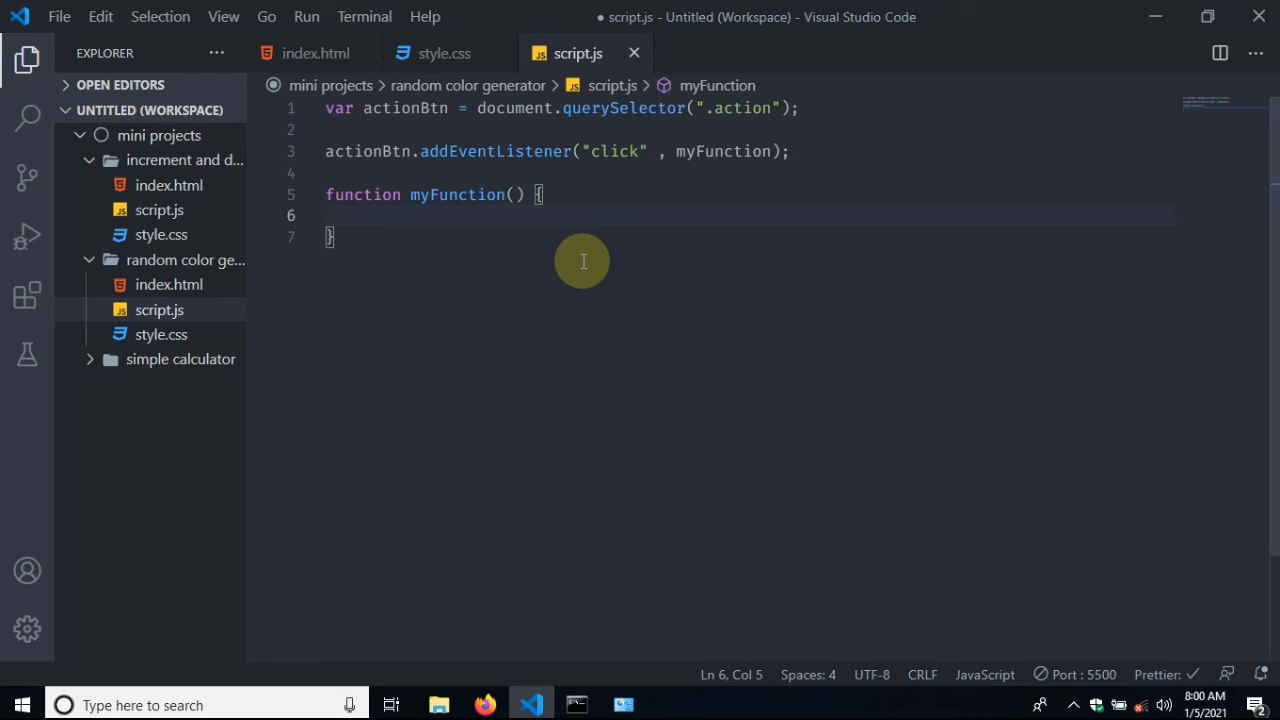 File Edit Selection View Go Run Terminal Help
● script.js - Untitled (Workspace) - Visual Studio Code
EXPLORER
index.html
style.css
script.js
OPEN EDITORS
UNTITLED (WORKSPACE)
mini projects
increment and d...
index.html
script.js
style.css
random color ge...
index.html
script.js
style.css
simple calculator
mini projects > random color generator > script.js > myFunction
1 var actionBtn = document.querySelector(".action");
2
3 actionBtn.addEventListener("click" , myFunction);
4
5 function myFunction() {
6
7 }
Ln 6, Col 5 Spaces: 4 UTF-8 CRLF JavaScript Port : 5500 Prettier: ✓
Type here to search
8:00 AM
1/5/2021
2